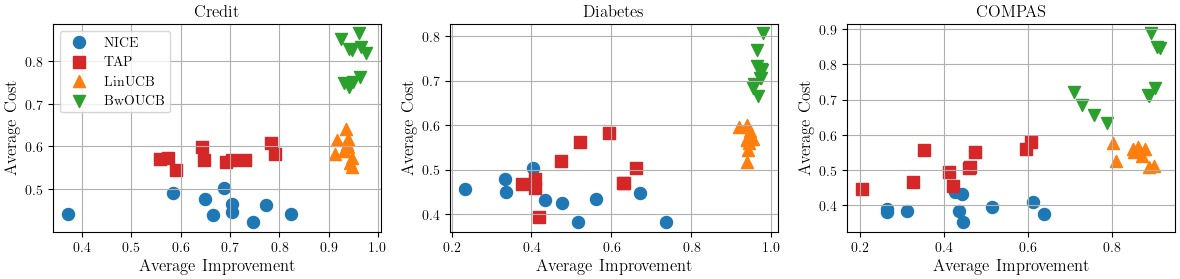 Credit
Average Cost
0.8
0.7
0.6
0.5
NICE
TAP
LinUCB
BwOUCB
0.4 0.5 0.6 0.7 0.8 0.9 1.0
Average Improvement
Diabetes
Average Cost
0.8
0.7
0.6
0.5
0.4
0.2 0.4 0.6 0.8 1.0
Average Improvement
COMPAS
Average Cost
0.9
0.8
0.7
0.6
0.5
0.4
0.2 0.4 0.6 0.8
Average Improvement